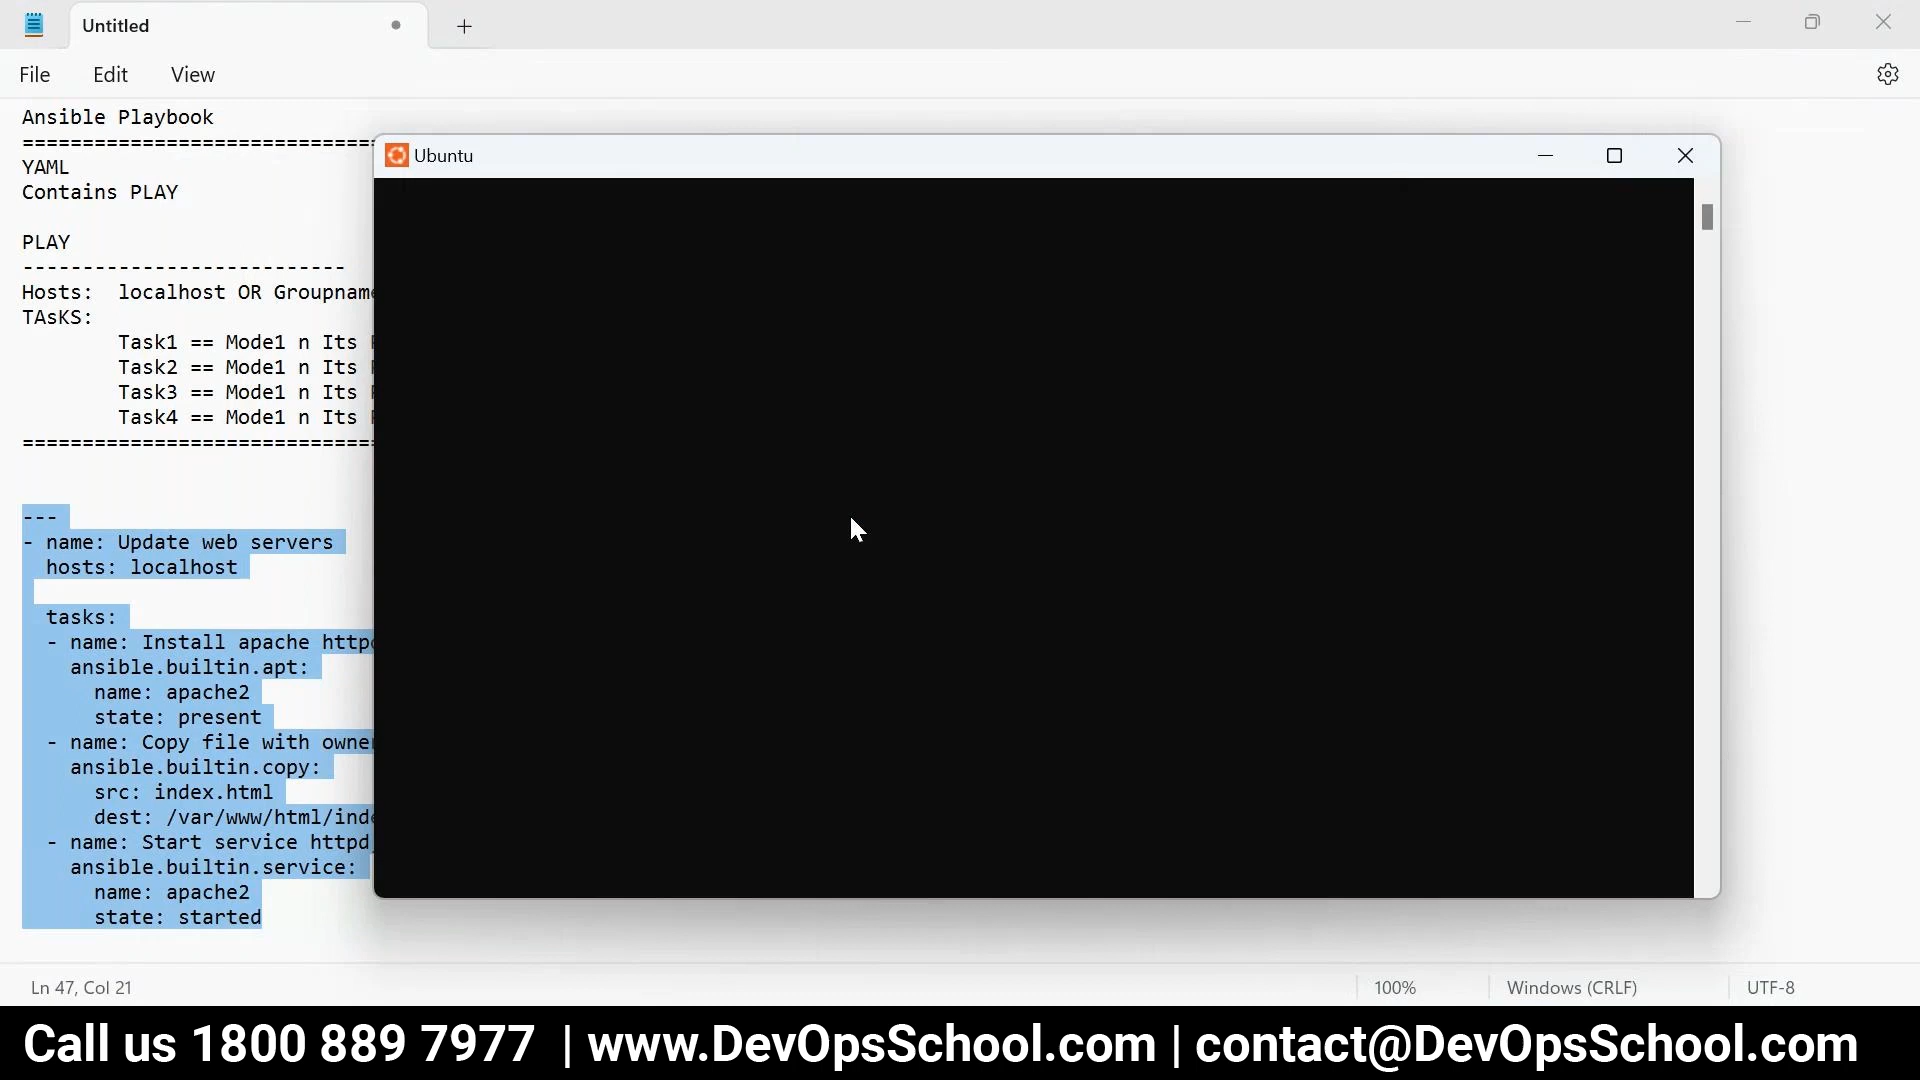 Untitled
File Edit View
Ansible Playbook
=============================
YAML
Contains PLAY
PLAY
---------------------------
Hosts: localhost OR Groupname
TAsKS:
Task1 == Mode1 n Its
Task2 == Mode1 n Its
Task3 == Mode1 n Its
Task4 == Mode1 n Its
=============================
Ubuntu
---
- name: Update web servers
hosts: localhost
tasks:
- name: Install apache httpd
ansible.builtin.apt:
name: apache2
state: present
- name: Copy file with owner
ansible.builtin.copy:
src: index.html
dest: /var/www/html/inde
- name: Start service httpd,
ansible.builtin.service:
name: apache2
state: started
Ln 47, Col 21 100% Windows (CRLF) UTF-8
Call us 1800 889 7977 | www.DevOpsSchool.com | contact@DevOpsSchool.com